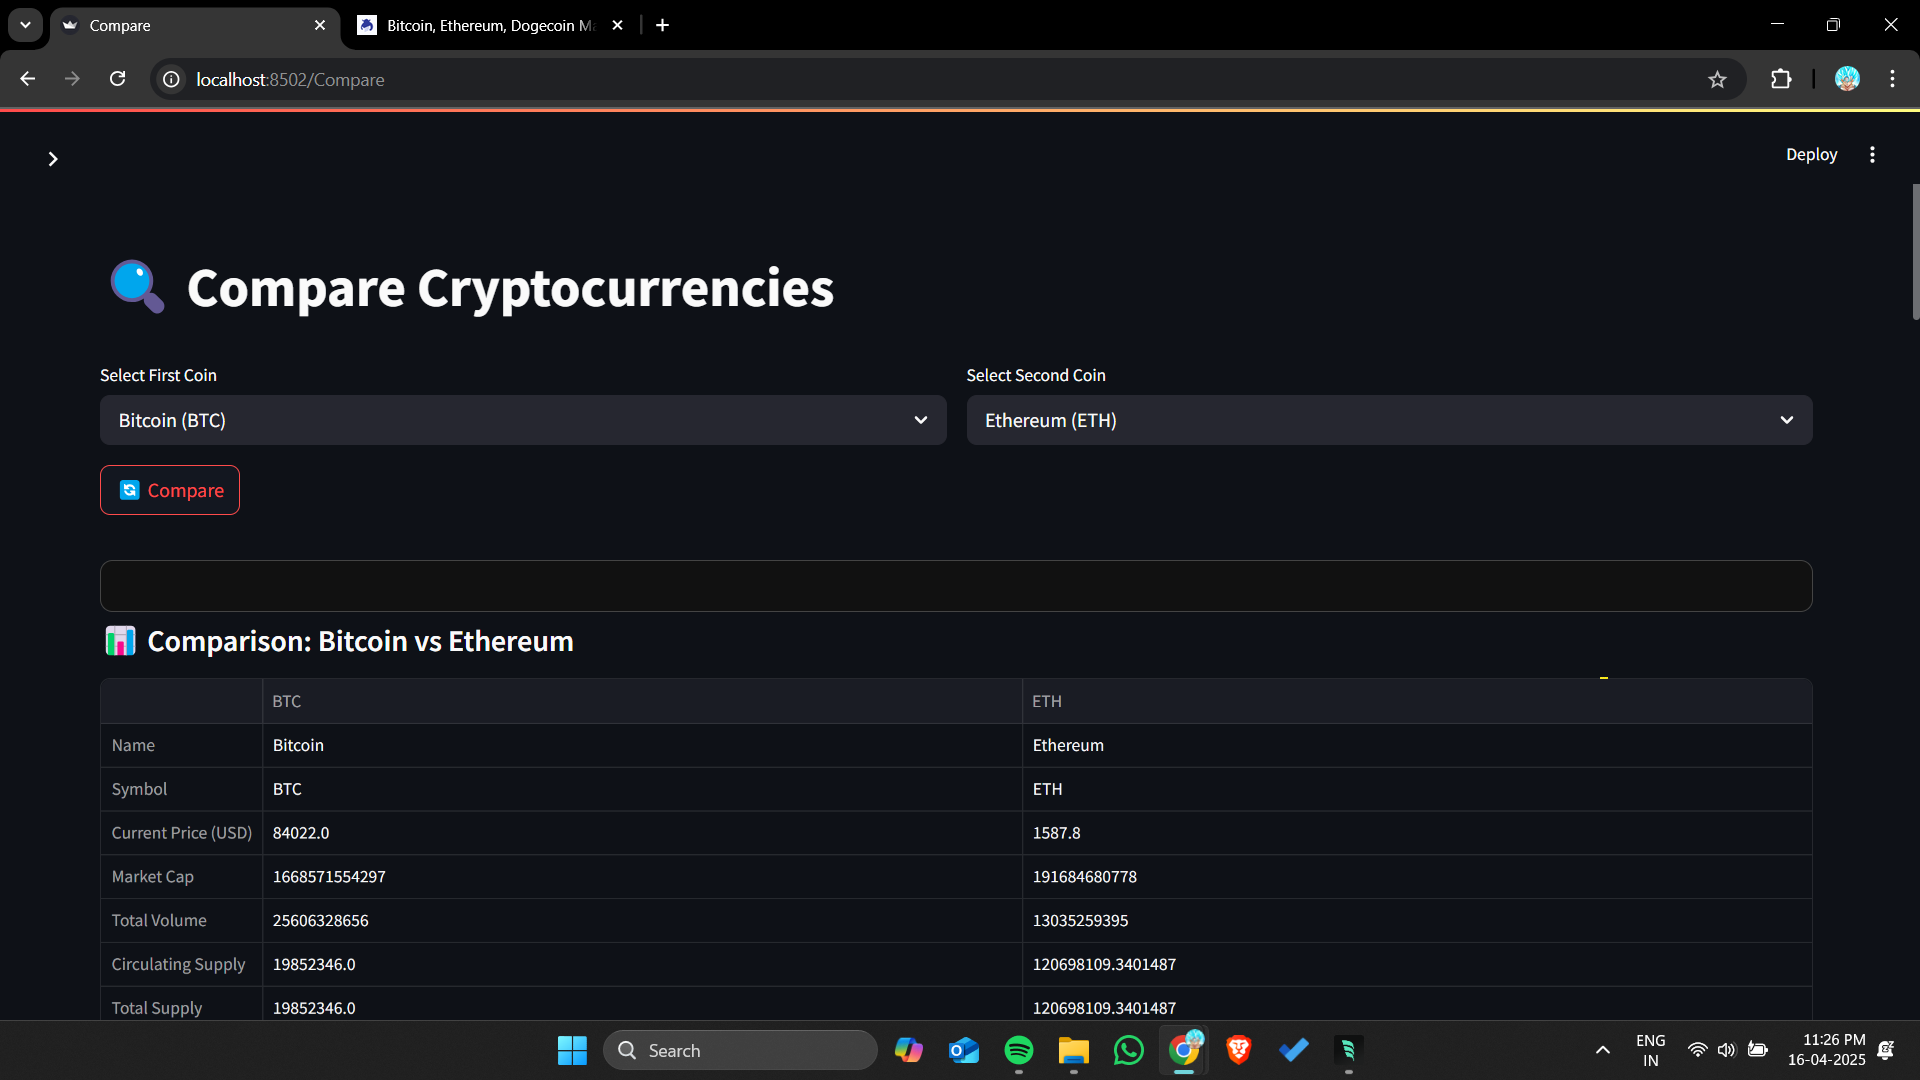 Compare
Bitcoin, Ethereum, Dogecoin M
localhost:8502/Compare
Deploy
Compare Cryptocurrencies
Select First Coin
Select Second Coin
Bitcoin (BTC)
Ethereum (ETH)
Compare
Comparison: Bitcoin vs Ethereum
BTC ETH
Name Bitcoin Ethereum
Symbol BTC ETH
Current Price (USD) 84022.0 1587.8
Market Cap 1668571554297 191684680778
Total Volume 25606328656 13035259395
Circulating Supply 19852346.0 120698109.3401487
Total Supply 19852346.0 120698109.3401487
Search
ENG
IN
11:26 PM
16-04-2025